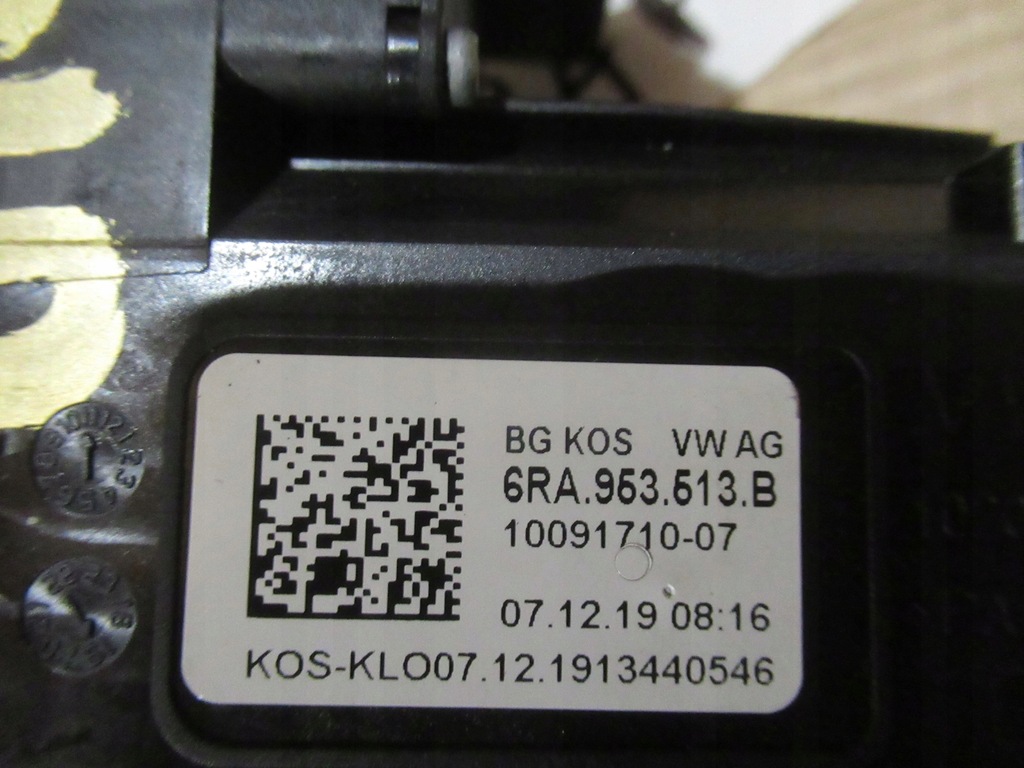 BG KOS VW AG
6RA.953.513.B
10091710-07
07.12.19 08:16
KOS-KLO07.12.1913440546